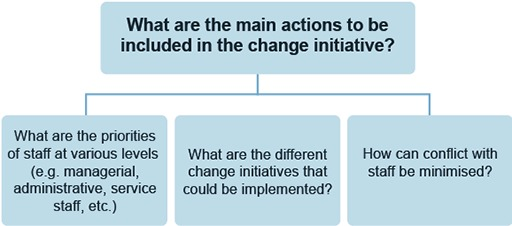 What are the main actions to be
included in the change initiative?
What are the priorities
of staff at various levels
(e.g. managerial,
administrative, service
staff, etc.)
What are the different
change initiatives that
could be implemented?
How can conflict with
staff be minimised?